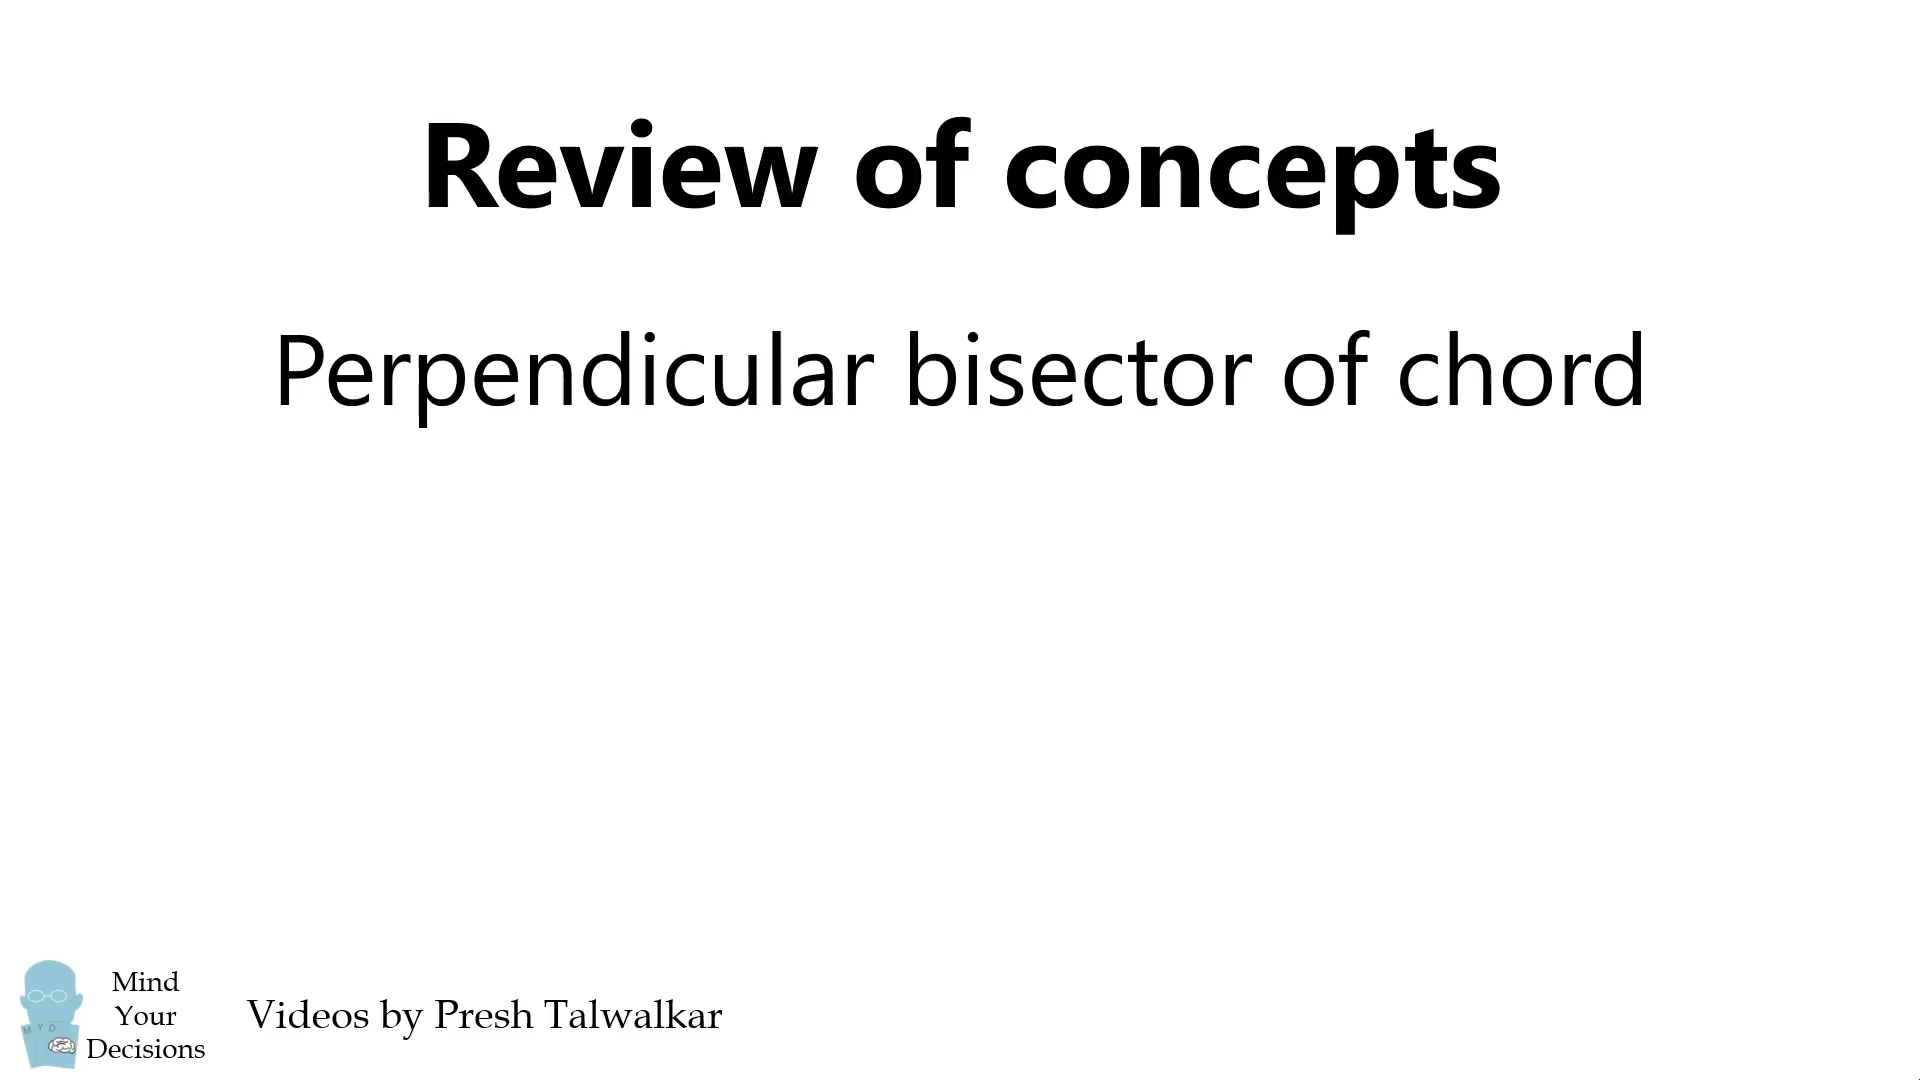 Review of concepts
Perpendicular bisector of chord
Mind
Your
Decisions
M Y D
Videos by Presh Talwalkar